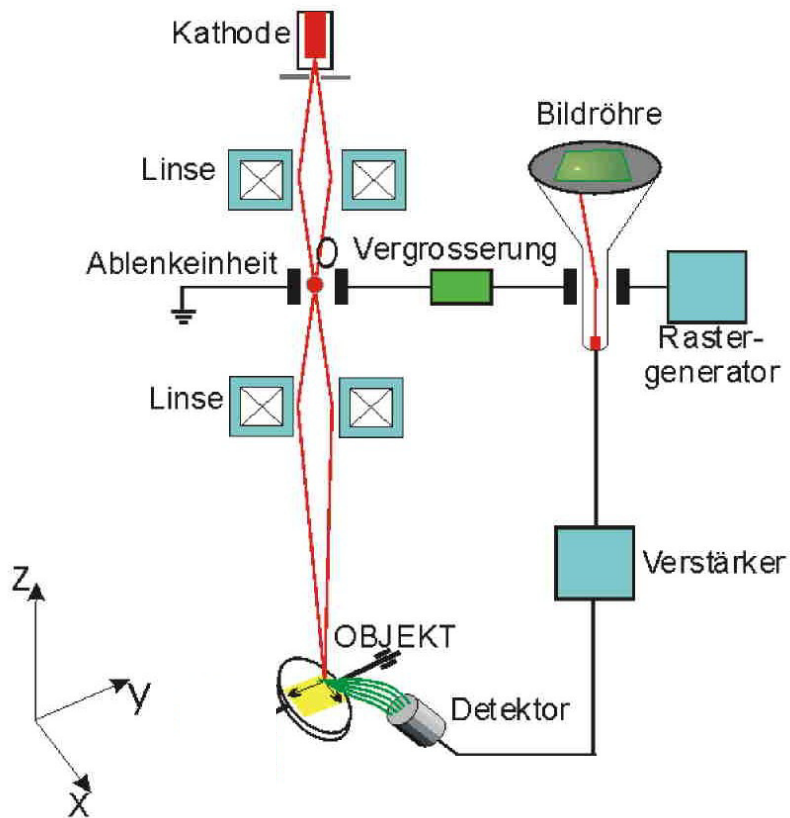 Kathode
Bildröhre
Linse
Ablenkeinheit
Vergrosserung
Raster-
generator
Linse
Verstärker
Z
OBJEKT
y
Detektor
X